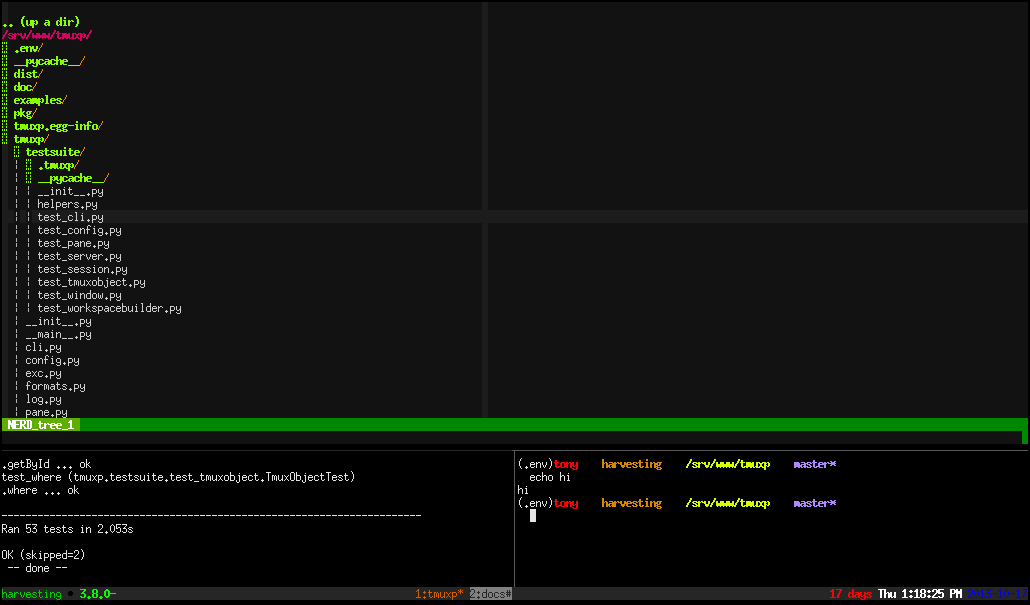 .. (up a dir)
/srv/www/tmuxp/
.env/
__pycache__/
dist/
doc/
examples/
pkg/
tmuxp.egg-info/
tmuxp/
testsuite/
.tmuxp/
__pycache__/
__init__.py
helpers.py
test_cli.py
test_config.py
test_pane.py
test_server.py
test_session.py
test_tmuxobject.py
test_window.py
test_workspacebuilder.py
__init__.py
__main__.py
cli.py
config.py
exc.py
formats.py
log.py
pane.py
NERD_tree_1
.getById ... ok
test_where (tmuxp.testsuite.test_tmuxobject.TmuxObjectTest)
.where ... ok
----------------------------------------------------------------------
Ran 53 tests in 2.053s
OK (skipped=2)
-- done --
(.env)tony harvesting /srv/www/tmuxp master*
echo hi
hi
(.env)tony harvesting /srv/www/tmuxp master*
harvesting • 3.8.0- 1:tmuxp* 2:docs# 17 days Thu 1:18:25 PM